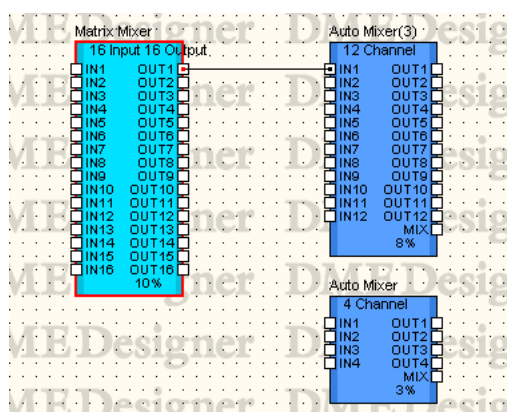 Matrix Mixer
16 Input 16 Output
IN1 OUT1
IN2 OUT2
IN3 OUT3
IN4 OUT4
IN5 OUT5
IN6 OUT6
IN7 OUT7
IN8 OUT8
IN9 OUT9
IN10 OUT10
IN11 OUT11
IN12 OUT12
IN13 OUT13
IN14 OUT14
IN15 OUT15
IN16 OUT16
10%
Auto Mixer(3)
12 Channel
IN1 OUT1
IN2 OUT2
IN3 OUT3
IN4 OUT4
IN5 OUT5
IN6 OUT6
IN7 OUT7
IN8 OUT8
IN9 OUT9
IN10 OUT10
IN11 OUT11
IN12 OUT12
MIX
8%
Auto Mixer
4 Channel
IN1 OUT1
IN2 OUT2
IN3 OUT3
IN4 OUT4
MIX
3%
DME Designer